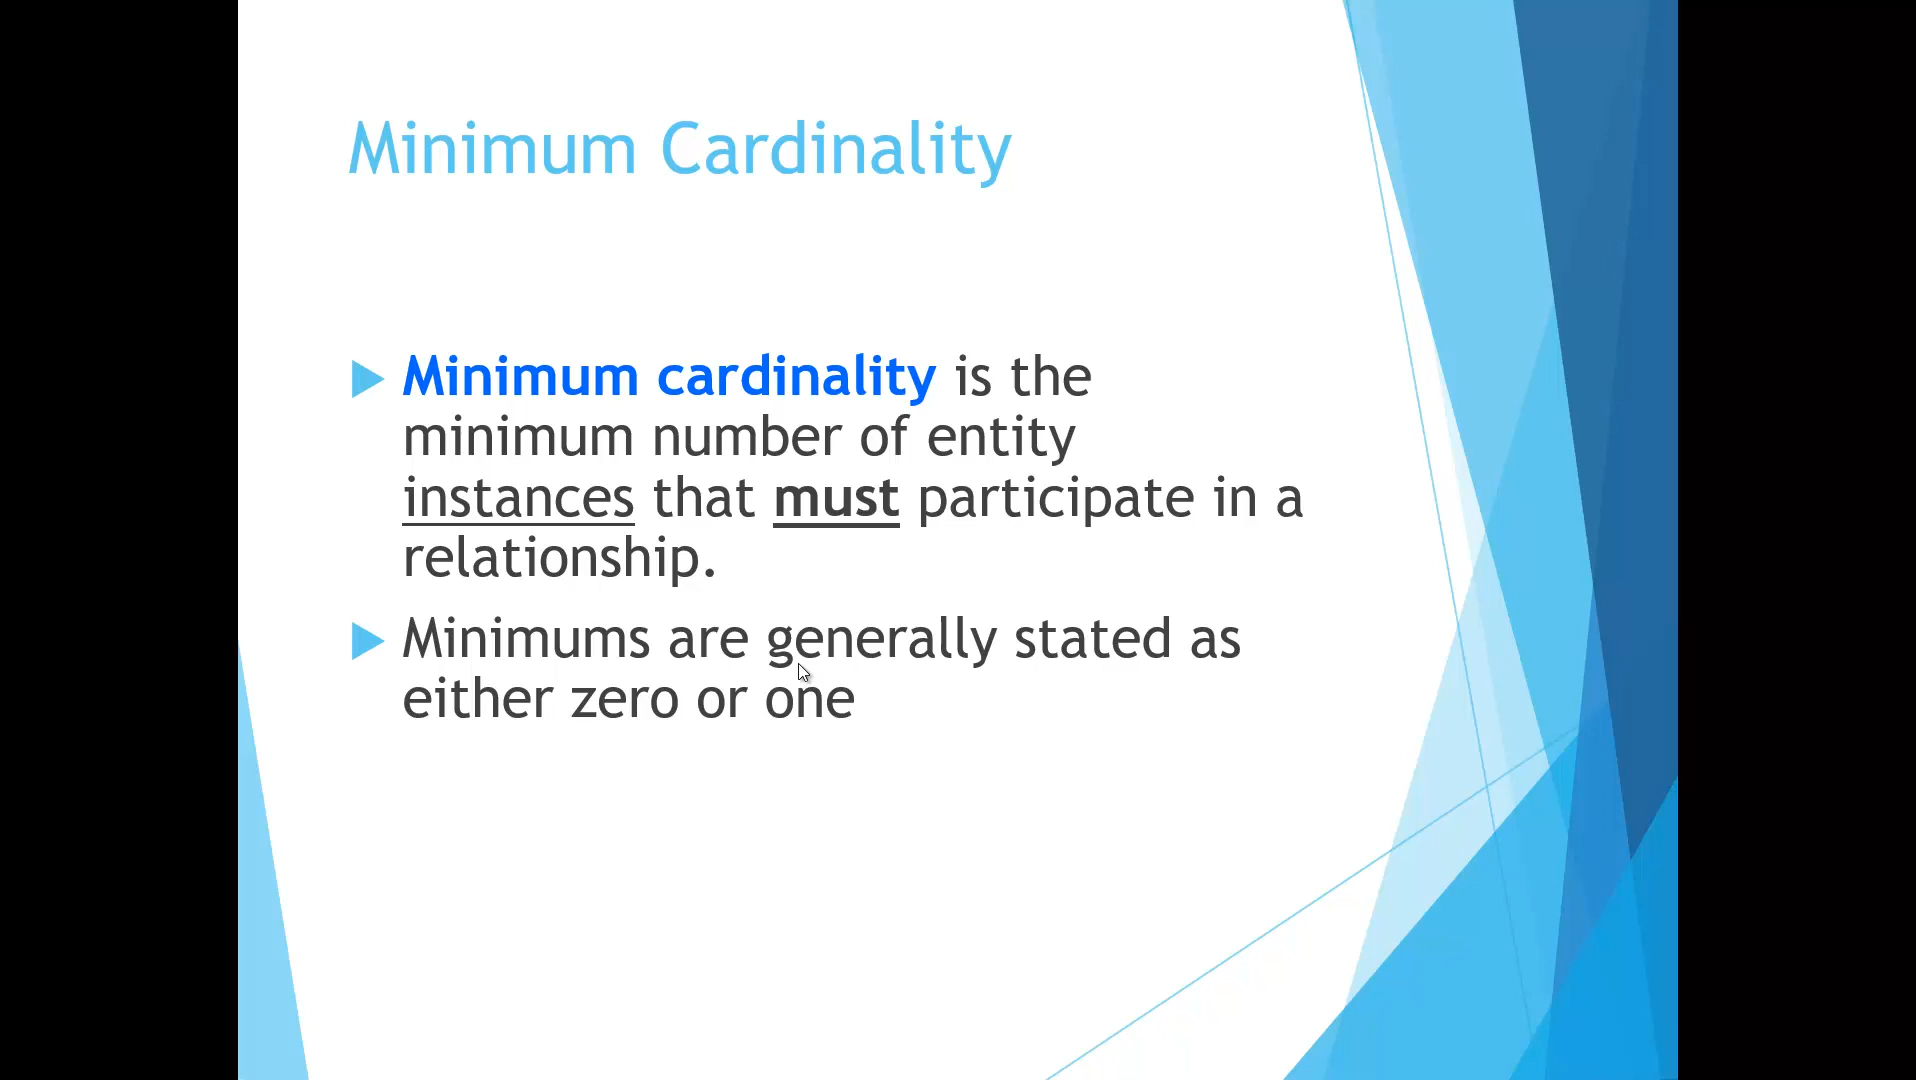 Minimum Cardinality
Minimum cardinality is the
minimum number of entity
instances that must participate in a
relationship.
Minimums are generally stated as
either zero or one